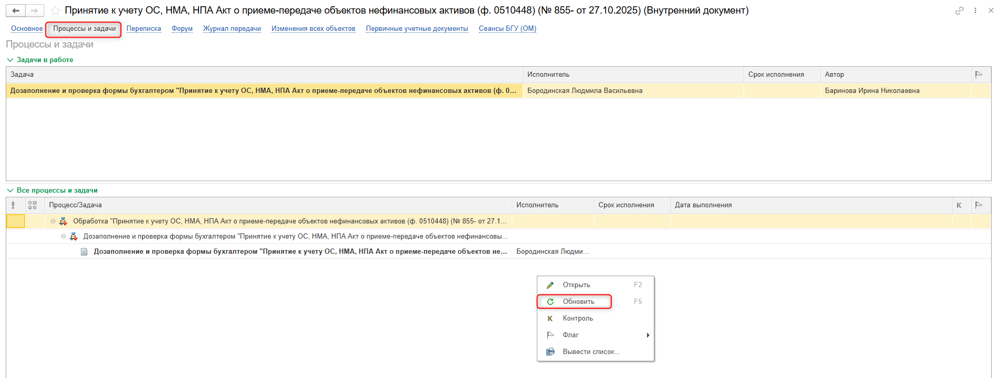 Принятие к учету ОС, НМА, НПА Акт о приеме-передаче объектов нефинансовых активов (ф. 0510448) (№ 855- от 27.10.2025) (Внутренний документ)
Основное Процессы и задачи Переписка Форум Журнал передачи Изменения всех объектов Первичные учетные документы Сеансы БГУ (ОМ)
Процессы и задачи
Задачи в работе
Задача Исполнитель Срок исполнения Автор
Дозаполнение и проверка формы бухгалтером "Принятие к учету ОС, НМА, НПА Акт о приеме-передаче объектов нефинансовых активов (ф. 0... Бородинская Людмила Васильевна Баринова Ирина Николаевна
Все процессы и задачи
Процесс/Задача Исполнитель Срок исполнения Дата выполнения К
Обработка "Принятие к учету ОС, НМА, НПА Акт о приеме-передаче объектов нефинансовых активов (ф. 0510448) (№ 855- от 27.1...
Дозаполнение и проверка формы бухгалтером "Принятие к учету ОС, НМА, НПА Акт о приеме-передаче объектов нефинансовы...
Дозаполнение и проверка формы бухгалтером "Принятие к учету ОС, НМА, НПА Акт о приеме-передаче объектов не... Бородинская Людми...
Открыть F2
Обновить F5
К Контроль
Флаг
Вывести список...